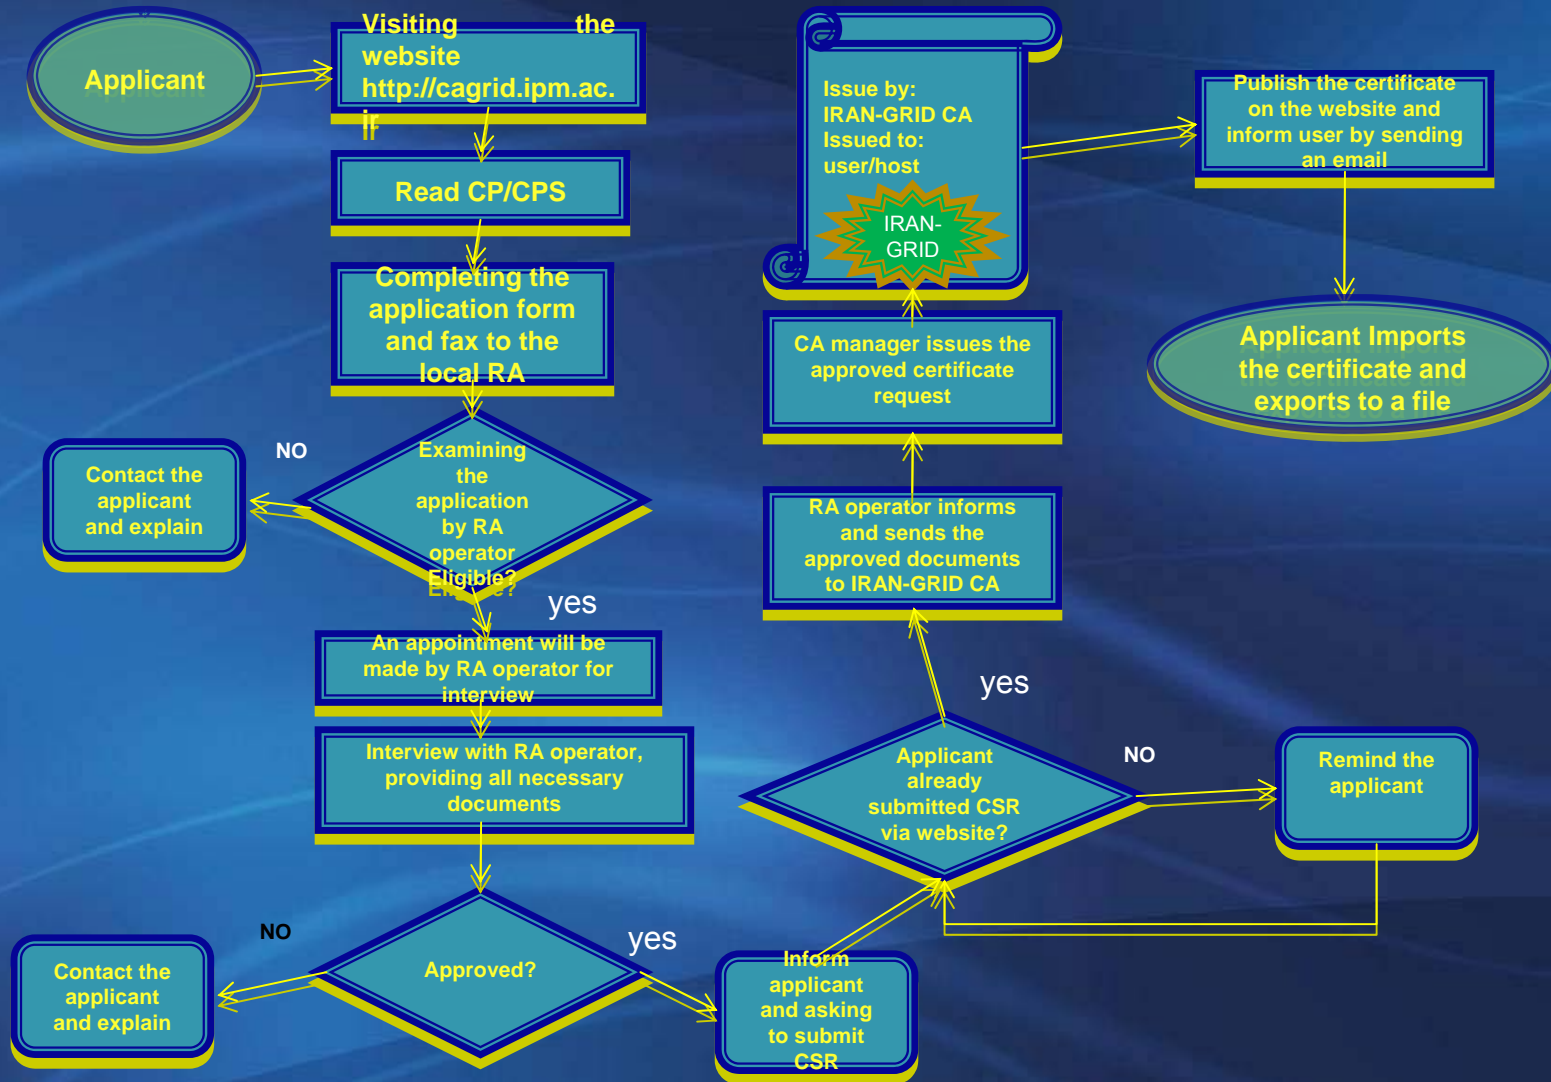 Applicant
Visiting the
website
http://cagrid.ipm.ac.
ir
Read CP/CPS
Completing the
application form
and fax to the
local RA
Examining
the
application
by RA
operator
Eligible?
NO
Contact the
applicant
and explain
yes
An appointment will be
made by RA operator for
interview
Interview with RA operator,
providing all necessary
documents
Approved?
NO
Contact the
applicant
and explain
yes
Inform
applicant
and asking
to submit
CSR
Applicant
already
submitted CSR
via website?
NO
Remind the
applicant
yes
RA operator informs
and sends the
approved documents
to IRAN-GRID CA
CA manager issues the
approved certificate
request
Issue by:
IRAN-GRID CA
Issued to:
user/host
IRAN-
GRID
Publish the certificate
on the website and
inform user by sending
an email
Applicant Imports
the certificate and
exports to a file